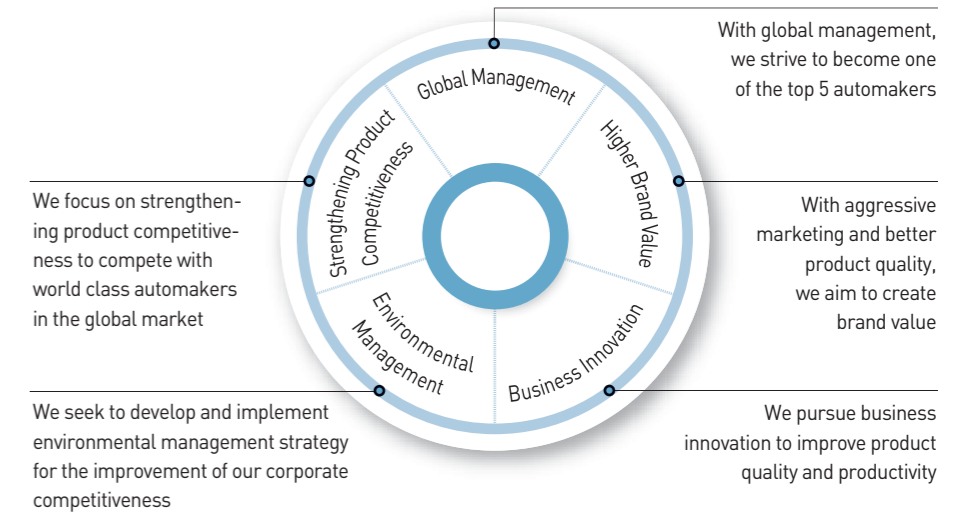 With global management,
we strive to become one
of the top 5 automakers
Global Management
Strengthening Product
Competitiveness
Higher Brand Value
We focus on strengthen-
ing product competitive-
ness to compete with
world class automakers
in the global market
With aggressive
marketing and better
product quality,
we aim to create
brand value
Environmental
Management
Business Innovation
We seek to develop and implement
environmental management strategy
for the improvement of our corporate
competitiveness
We pursue business
innovation to improve product
quality and productivity